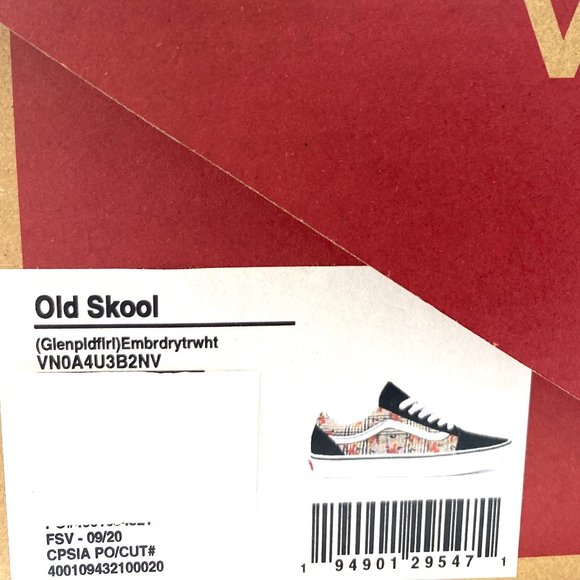 V
Old Skool
(Glenpldflrl)Embrdrytrwht
VN0A4U3B2NV
FSV - 09/20
CPSIA PO/CUT#
400109432100020
1 94901 29547 1